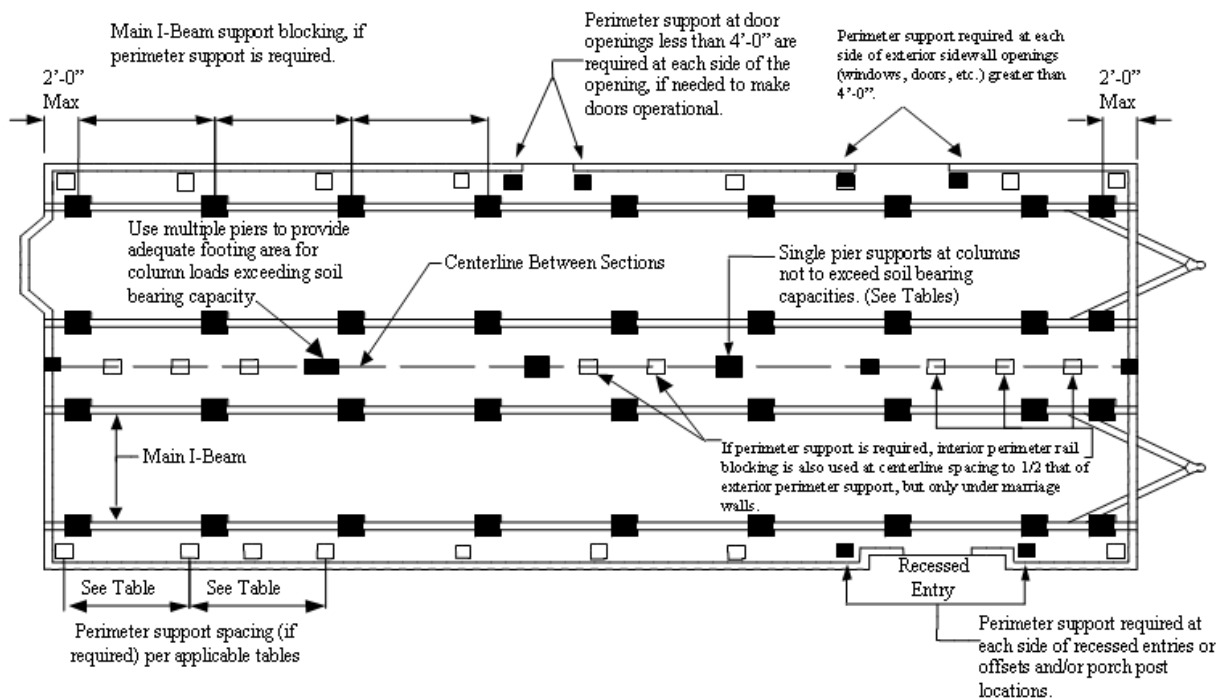 Main I-Beam support blocking, if
perimeter support is required.
Perimeter support at door
openings less than 4’-0” are
required at each side of the
opening, if needed to make
doors operational.
Perimeter support required at each
side of exterior sidewall openings
(windows, doors, etc.) greater than
4’-0”.
2’-0”
Max
2’-0”
Max
Use multiple piers to provide
adequate footing area for
column loads exceeding soil
bearing capacity
Centerline Between Sections
Single pier supports at columns
not to exceed soil bearing
capacities. (See Tables)
Main I-Beam
If perimeter support is required, interior perimeter rail
blocking is also used at centerline spacing to 1/2 that of
exterior perimeter support, but only under marriage
walls.
See Table
See Table
Perimeter support spacing (if
required) per applicable tables
Recessed
Entry
Perimeter support required at
each side of recessed entries or
offsets and/or porch post
locations.